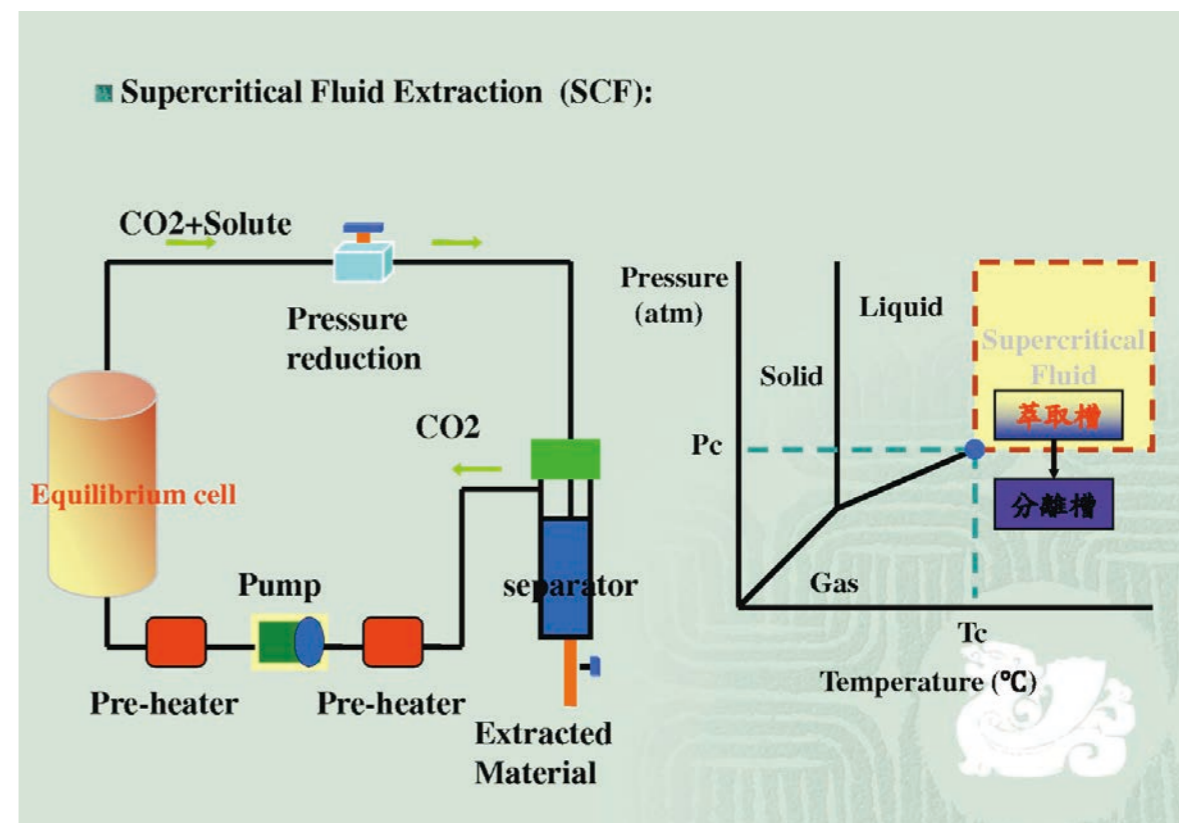 Supercritical Fluid Extraction (SCF):
CO2+Solute
Pressure
reduction
CO2
Equilibrium cell
Pump
separator
Pre-heater
Pre-heater
Extracted
Material
Pressure
(atm)
Liquid
Supercritical
Fluid
Solid
萃取槽
Pc
分離槽
Gas
Tc
Temperature (℃)